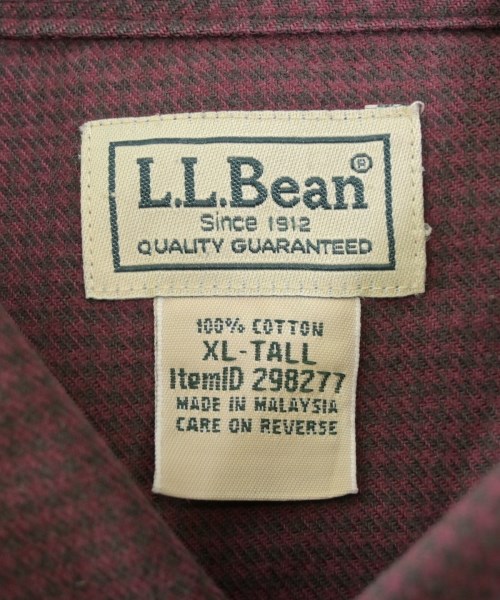 L.L.Bean®
Since 1912
QUALITY GUARANTEED
100% COTTON
XL-TALL
ItemID 298277
MADE IN MALAYSIA
CARE ON REVERSE